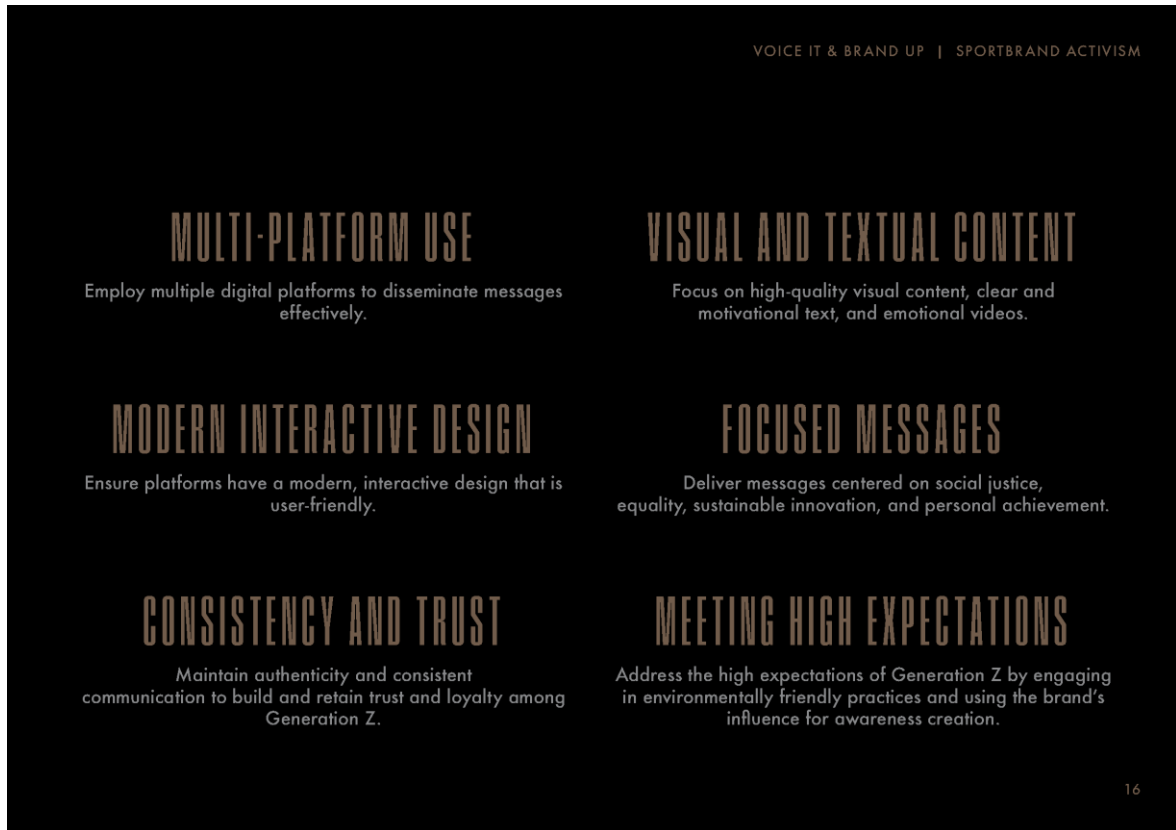 VOICE IT & BRAND UP | SPORTBRAND ACTIVISM
MULTI-PLATFORM USE
Employ multiple digital platforms to disseminate messages
effectively.
VISUAL AND TEXTUAL CONTENT
Focus on high-quality visual content, clear and
motivational text, and emotional videos.
MODERN INTERACTIVE DESIGN
Ensure platforms have a modern, interactive design that is
user-friendly.
FOCUSED MESSAGES
Deliver messages centered on social justice,
equality, sustainable innovation, and personal achievement.
CONSISTENCY AND TRUST
Maintain authenticity and consistent
communication to build and retain trust and loyalty among
Generation Z.
MEETING HIGH EXPECTATIONS
Address the high expectations of Generation Z by engaging
in environmentally friendly practices and using the brand’s
influence for awareness creation.
16